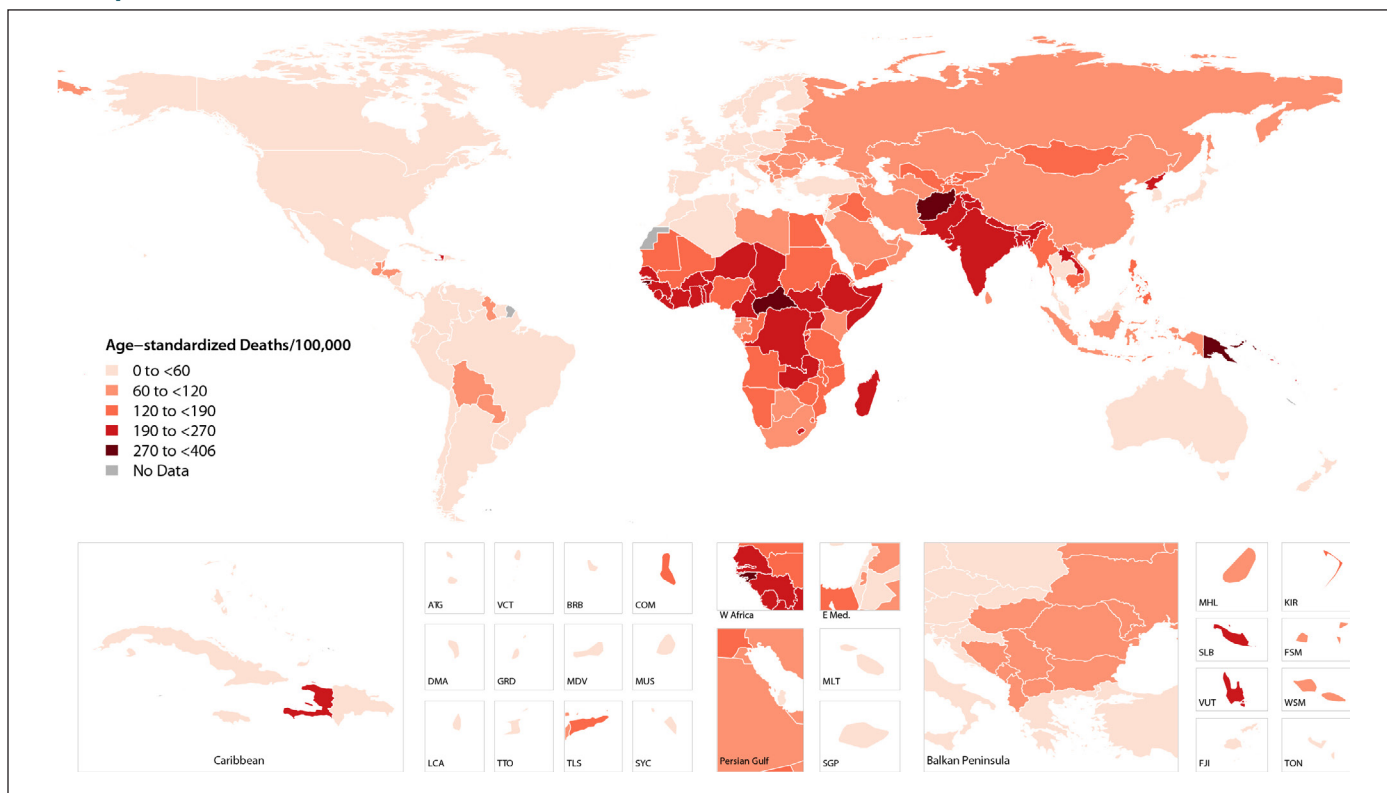 Age–standardized Deaths/100,000
0 to <60
60 to <120
120 to <190
190 to <270
270 to <406
No Data
Caribbean
ATG
VCT
BRB
COM
DMA
GRD
MDV
MUS
LCA
TTO
TLS
SYC
W Africa
E Med.
Persian Gulf
MLT
SGP
Balkan Peninsula
MHL
KIR
SLB
FSM
VUT
WSM
FJI
TON